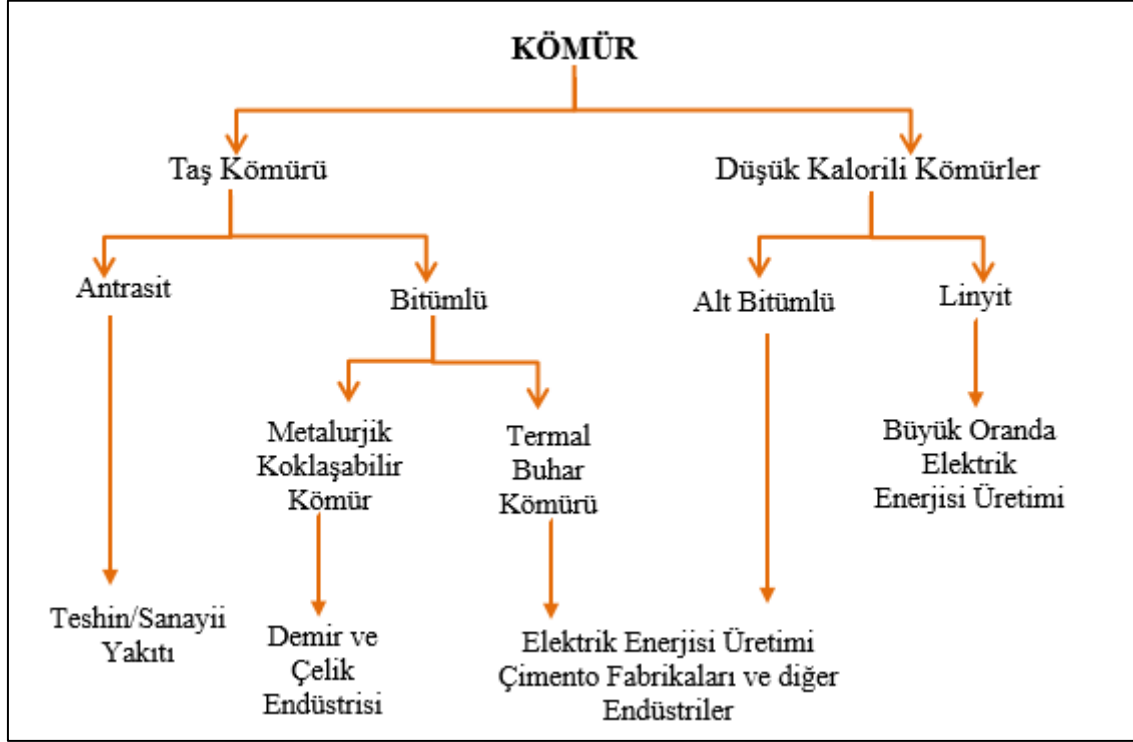 KÖMÜR
Taş Kömürü
Düşük Kalorili Kömürler
Antrasit
Bitümlü
Alt Bitümlü
Linyit
Metalurjik
Koklaşabilir
Kömür
Termal
Buhar
Kömürü
Büyük Oranda
Elektrik
Enerjisi Üretimi
Teshin/Sanayii
Yakıtı
Demir ve
Çelik
Endüstrisi
Elektrik Enerjisi Üretimi
Çimento Fabrikaları ve diğer
Endüstriler